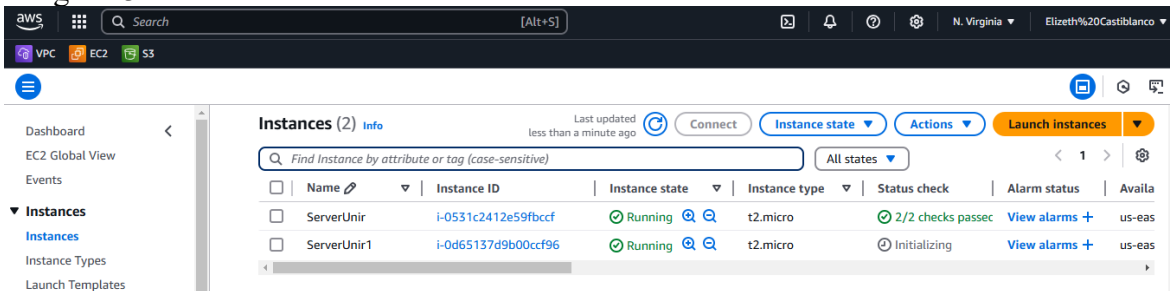 aws Search [Alt+S] N. Virginia Elizeth%20Castiblanco
VPC EC2 S3
Dashboard
EC2 Global View
Events
Instances
Instances
Instance Types
Launch Templates
Instances (2) Info Last updated less than a minute ago Connect Instance state Actions Launch instances
Find Instance by attribute or tag (case-sensitive) All states 1
Name Instance ID Instance state Instance type Status check Alarm status Availa
ServerUnir i-0531c2412e59fbccf Running t2.micro 2/2 checks passec View alarms + us-eas
ServerUnir1 i-0d65137d9b00ccf96 Running t2.micro Initializing View alarms + us-eas